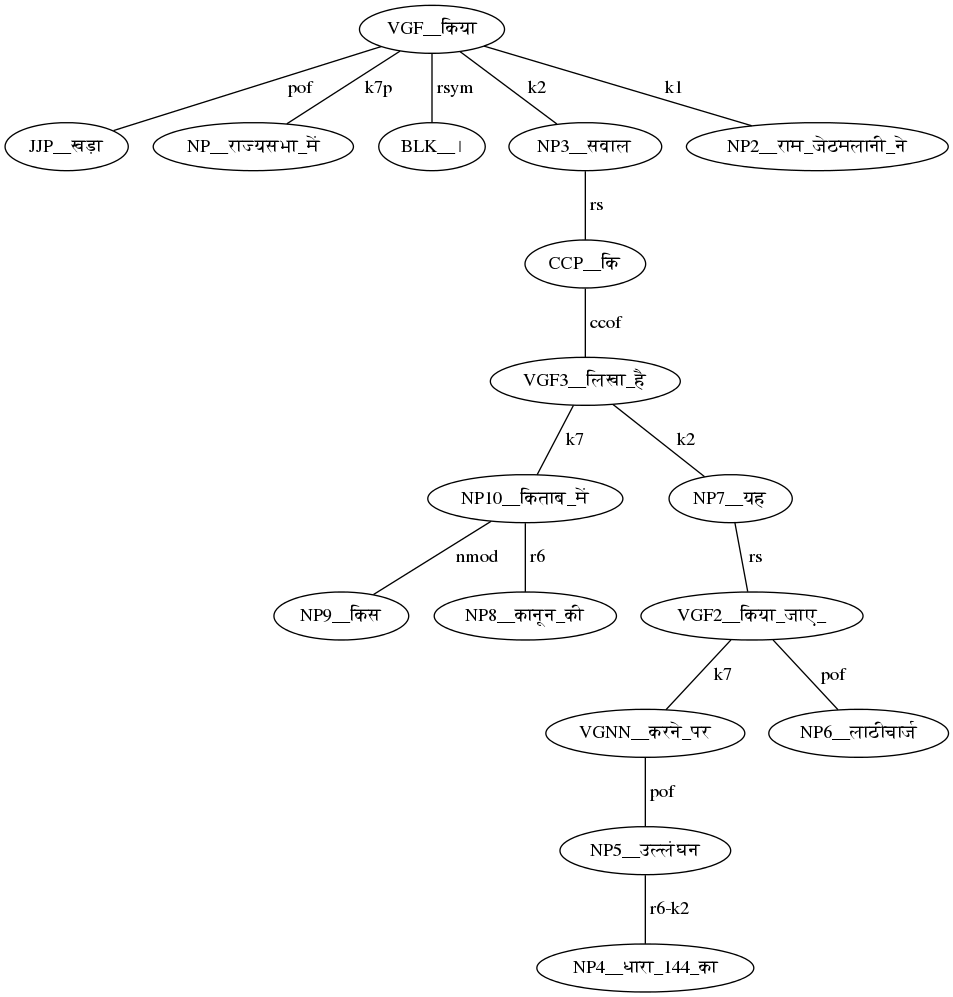 VGF__किया
pof k7p rsym k2 k1
JJP__खड़ा NP__राज्यसभा_में BLK__। NP3__सवाल NP2__राम_जेठमलानी_ने
rs
CCP__कि
ccof
VGF3__लिखा_है
k7 k2
NP10__किताब_में NP7__यह
nmod r6 rs
NP9__किस NP8__कानून_की VGF2__किया_जाए_
k7 pof
VGNN__करने_पर NP6__लाठीचार्ज
pof
NP5__उल्लंघन
r6-k2
NP4__धारा_144_का